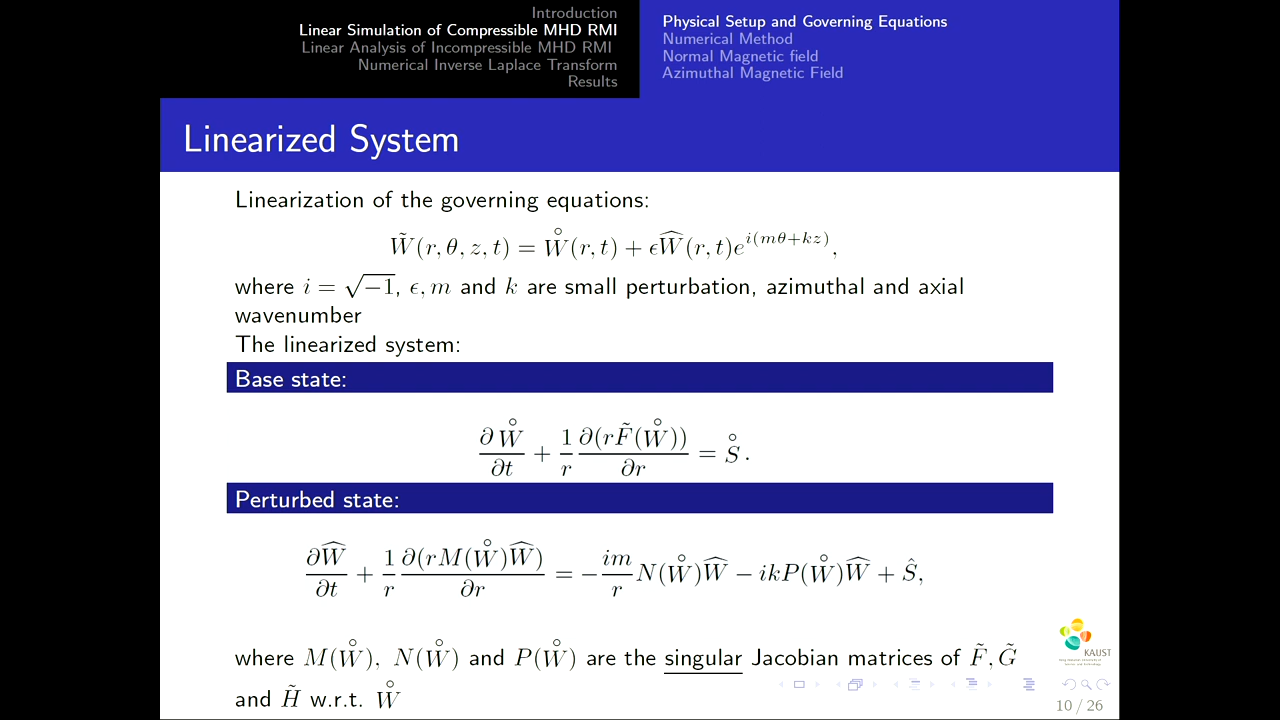 Introduction
Linear Simulation of Compressible MHD RMI
Linear Analysis of Incompressible MHD RMI
Numerical Inverse Laplace Transform
Results
Physical Setup and Governing Equations
Numerical Method
Normal Magnetic field
Azimuthal Magnetic Field
Linearized System
Linearization of the governing equations:
W̃(r, θ, z, t) = W̊(r, t) + ϵŴ(r, t)e^{i(mθ+kz)},
where i = √−1, ϵ, m and k are small perturbation, azimuthal and axial
wavenumber
The linearized system:
Base state:
∂W̊/∂t + (1/r) ∂(rF̃(W̊))/∂r = S̊.
Perturbed state:
∂Ŵ/∂t + (1/r) ∂(rM(W̊)Ŵ)/∂r = −(im/r) N(W̊)Ŵ − ikP(W̊)Ŵ + Ŝ,
where M(W̊), N(W̊) and P(W̊) are the singular Jacobian matrices of F̃, G̃
and H̃ w.r.t. W̊
KAUST
10 / 26